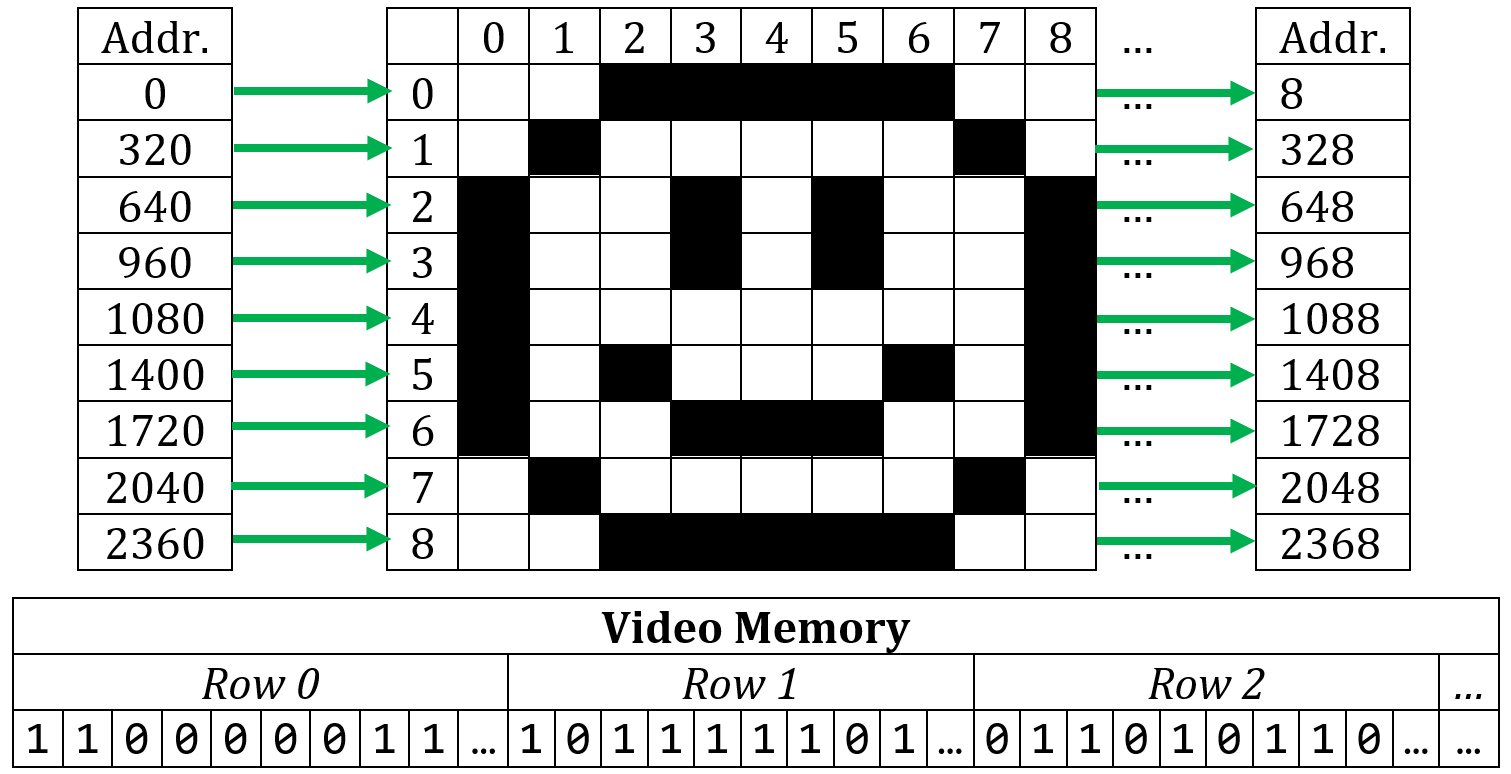 Addr. 0 1 2 3 4 5 6 7 8 ... Addr.
0 0 ... 8
320 1 ... 328
640 2 ... 648
960 3 ... 968
1080 4 ... 1088
1400 5 ... 1408
1720 6 ... 1728
2040 7 ... 2048
2360 8 ... 2368
Video Memory
Row 0 Row 1 Row 2 ...
1 1 0 0 0 0 0 1 1 ... 1 0 1 1 1 1 1 0 1 ... 0 1 1 0 1 0 1 1 0 ... ...